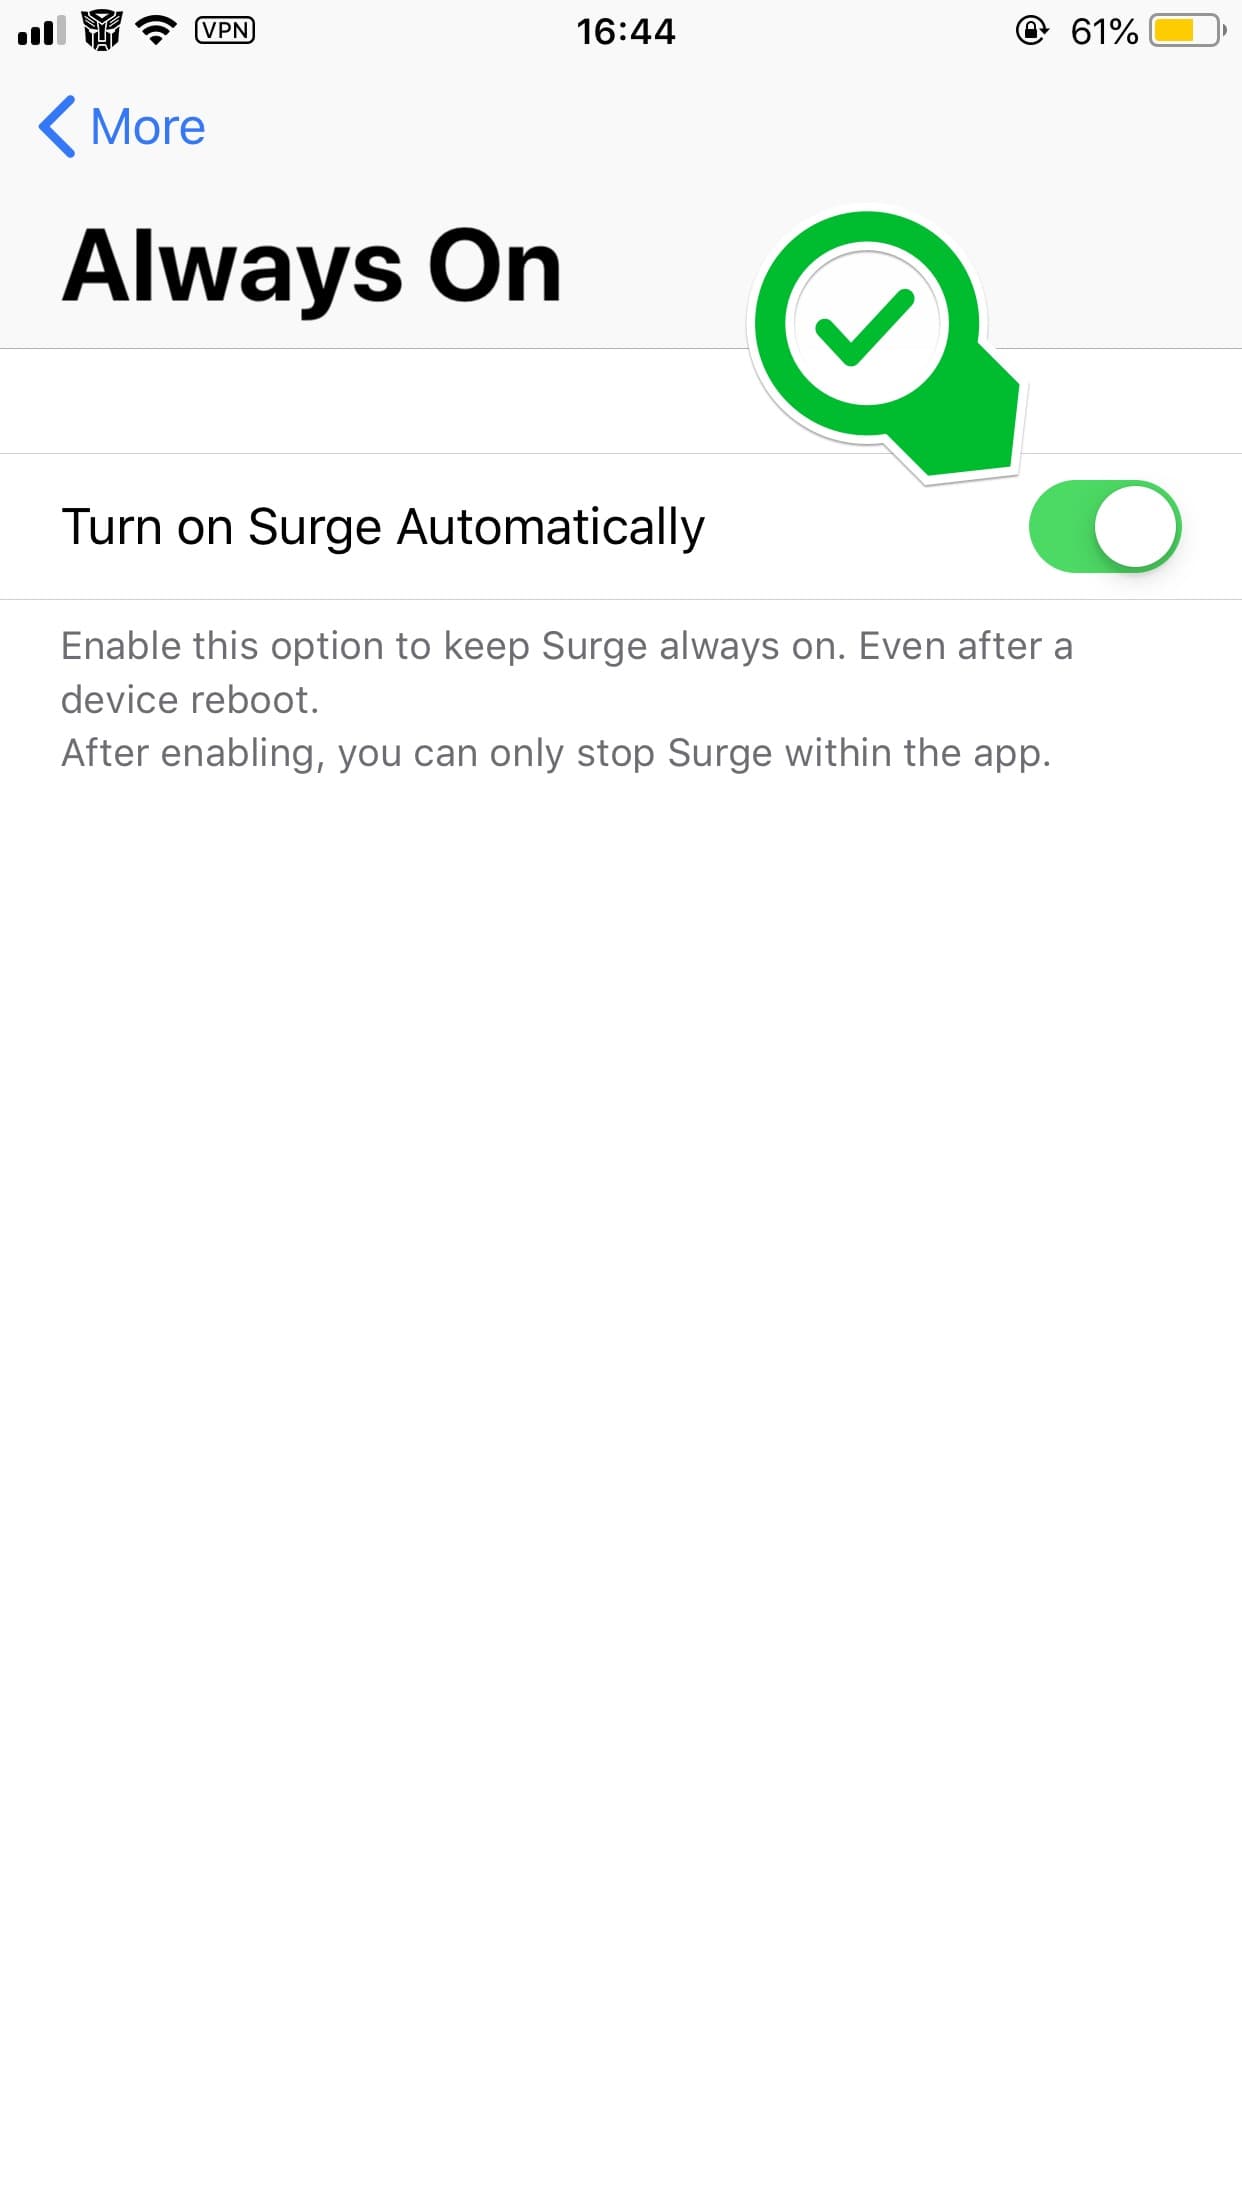 VPN 16:44 61%
More
Always On
Turn on Surge Automatically
Enable this option to keep Surge always on. Even after a
device reboot.
After enabling, you can only stop Surge within the app.